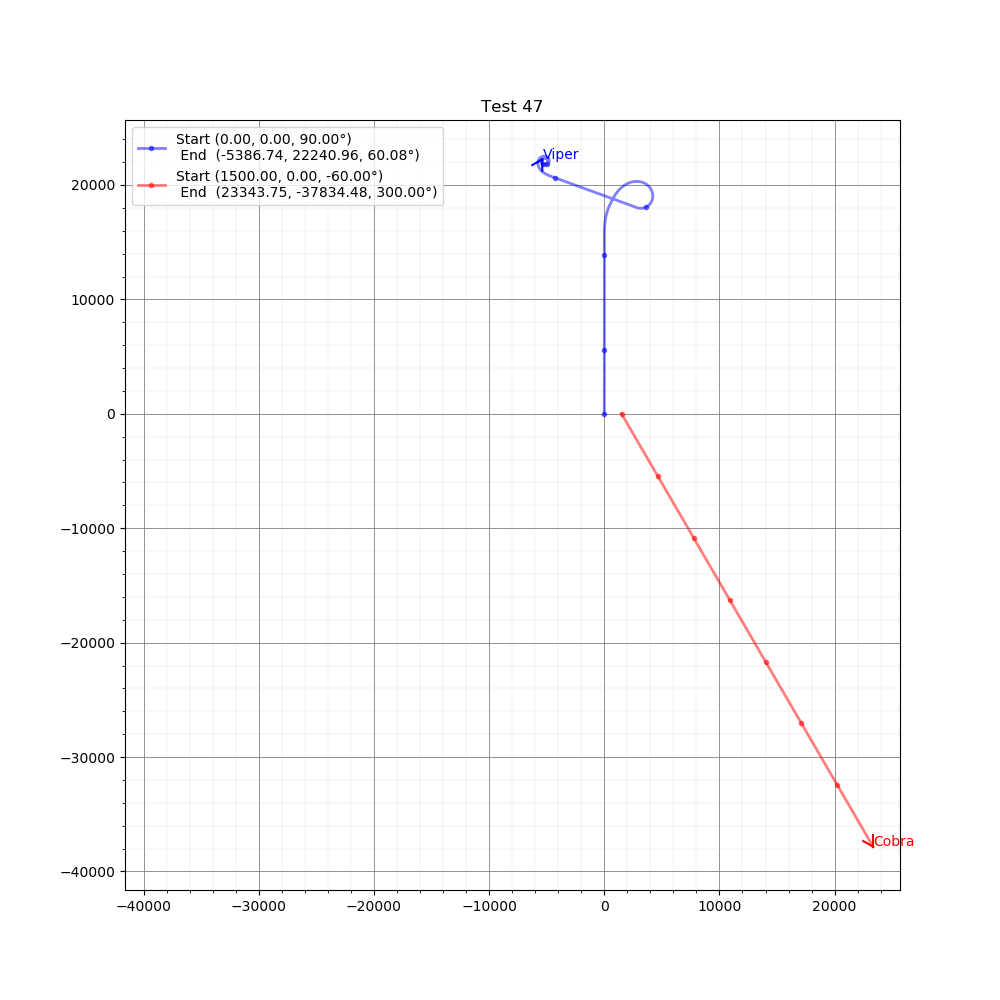 Test 47
Start (0.00, 0.00, 90.00°)
End (-5386.74, 22240.96, 60.08°)
Start (1500.00, 0.00, -60.00°)
End (23343.75, -37834.48, 300.00°)
Viper
Cobra
20000
10000
0
−10000
−20000
−30000
−40000
−40000 −30000 −20000 −10000 0 10000 20000